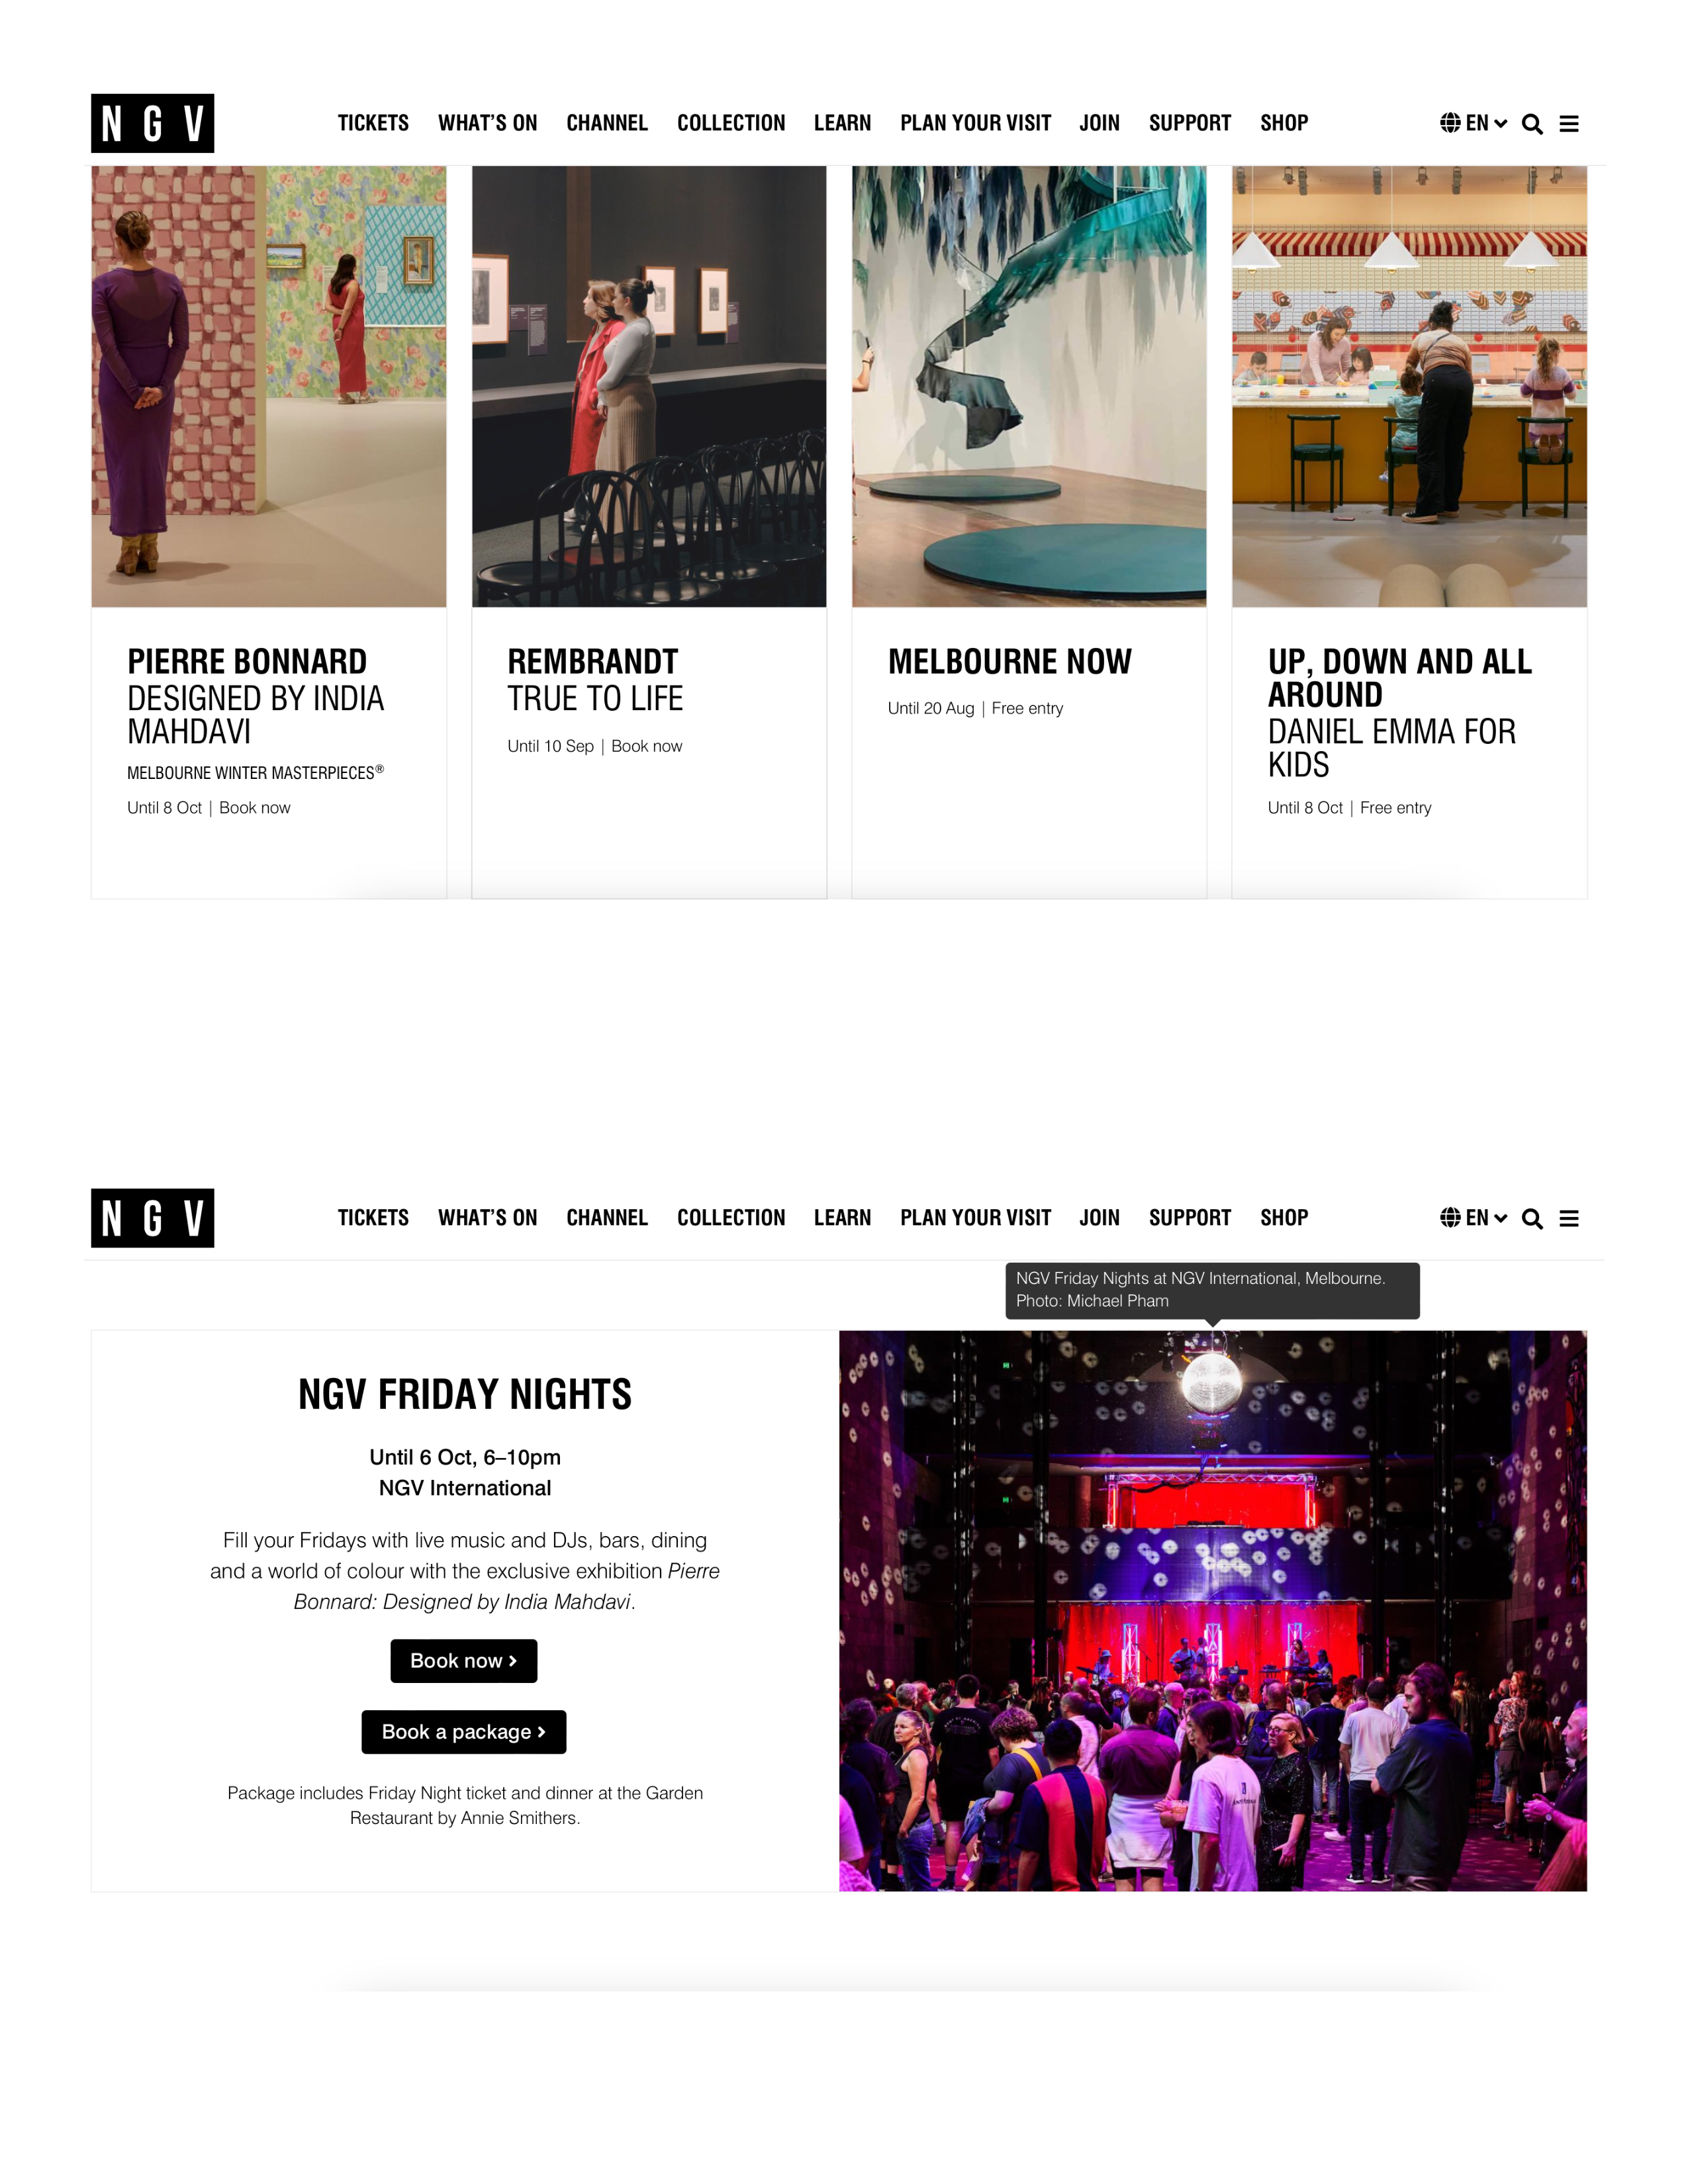 NGV
TICKETS WHAT'S ON CHANNEL COLLECTION LEARN PLAN YOUR VISIT JOIN SUPPORT SHOP EN
PIERRE BONNARD
DESIGNED BY INDIA
MAHDAVI
MELBOURNE WINTER MASTERPIECES®
Until 8 Oct | Book now
REMBRANDT
TRUE TO LIFE
Until 10 Sep | Book now
MELBOURNE NOW
Until 20 Aug | Free entry
UP, DOWN AND ALL
AROUND
DANIEL EMMA FOR
KIDS
Until 8 Oct | Free entry
NGV
TICKETS WHAT'S ON CHANNEL COLLECTION LEARN PLAN YOUR VISIT JOIN SUPPORT SHOP EN
NGV Friday Nights at NGV International, Melbourne.
Photo: Michael Pham
NGV FRIDAY NIGHTS
Until 6 Oct, 6–10pm
NGV International
Fill your Fridays with live music and DJs, bars, dining
and a world of colour with the exclusive exhibition Pierre
Bonnard: Designed by India Mahdavi.
Book now
Book a package
Package includes Friday Night ticket and dinner at the Garden
Restaurant by Annie Smithers.